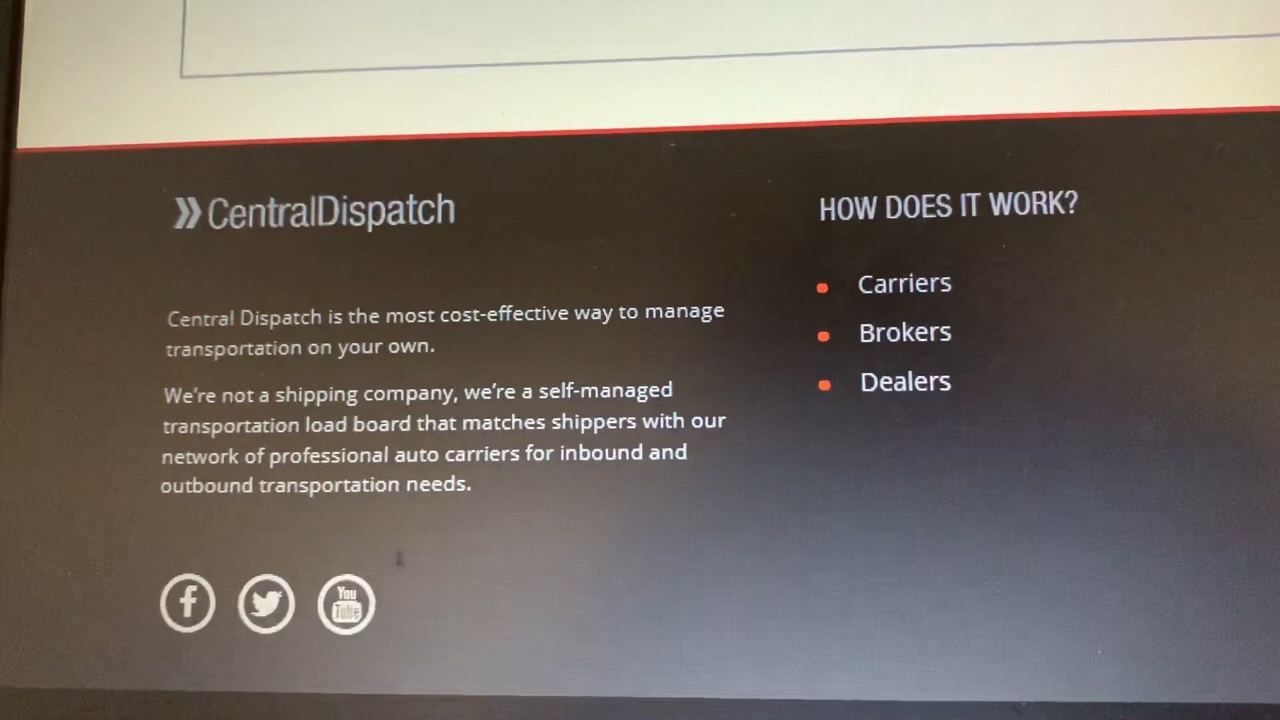 CentralDispatch
Central Dispatch is the most cost-effective way to manage
transportation on your own.
We're not a shipping company, we're a self-managed
transportation load board that matches shippers with our
network of professional auto carriers for inbound and
outbound transportation needs.
You
Tube
HOW DOES IT WORK?
Carriers
Brokers
Dealers